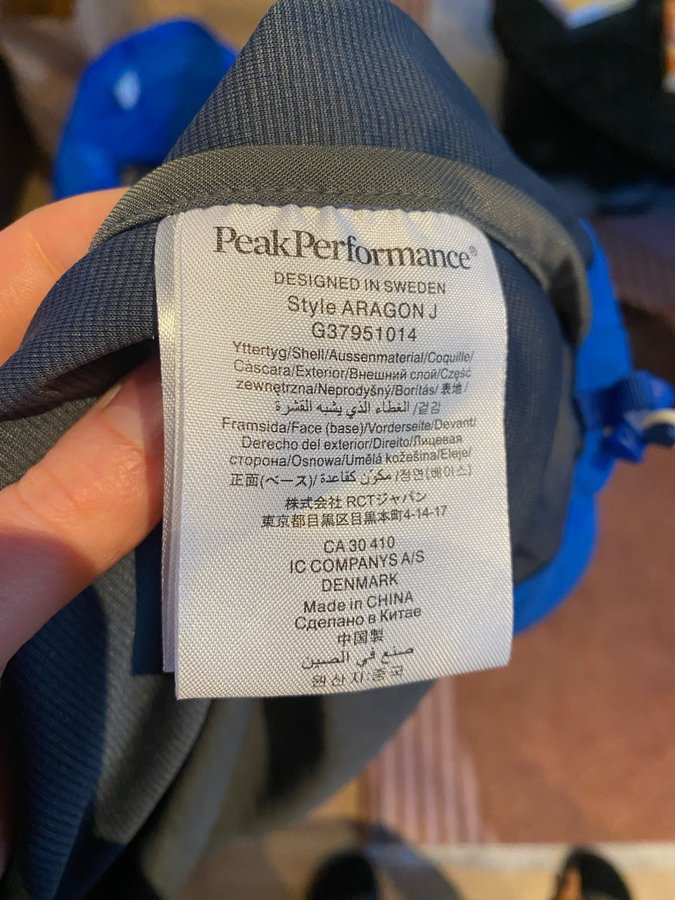 PeakPerformance®
DESIGNED IN SWEDEN
Style ARAGON J
G37951014
Yttertyg/Shell/Aussenmaterial/Coquille/
Cáscara/Exterior/Внешний слой/Część
zewnętrzna/Neprodyšný/Borítás/表地/
الغطاء الذي يشبه القشرة /겉감
Framsida/Face (base)/Vorderseite/Devant/
Derecho del exterior/Direito/Лицевая
сторона/Osnowa/Umělá kožešina/Eleje/
正面(ベース)/مكوّن كقاعدة /정면(베이스)
株式会社 RCTジャパン
東京都目黒区目黒本町4-14-17
CA 30 410
IC COMPANYS A/S
DENMARK
Made in CHINA
Сделано в Китае
中国製
صنع في الصين
원산지:중국